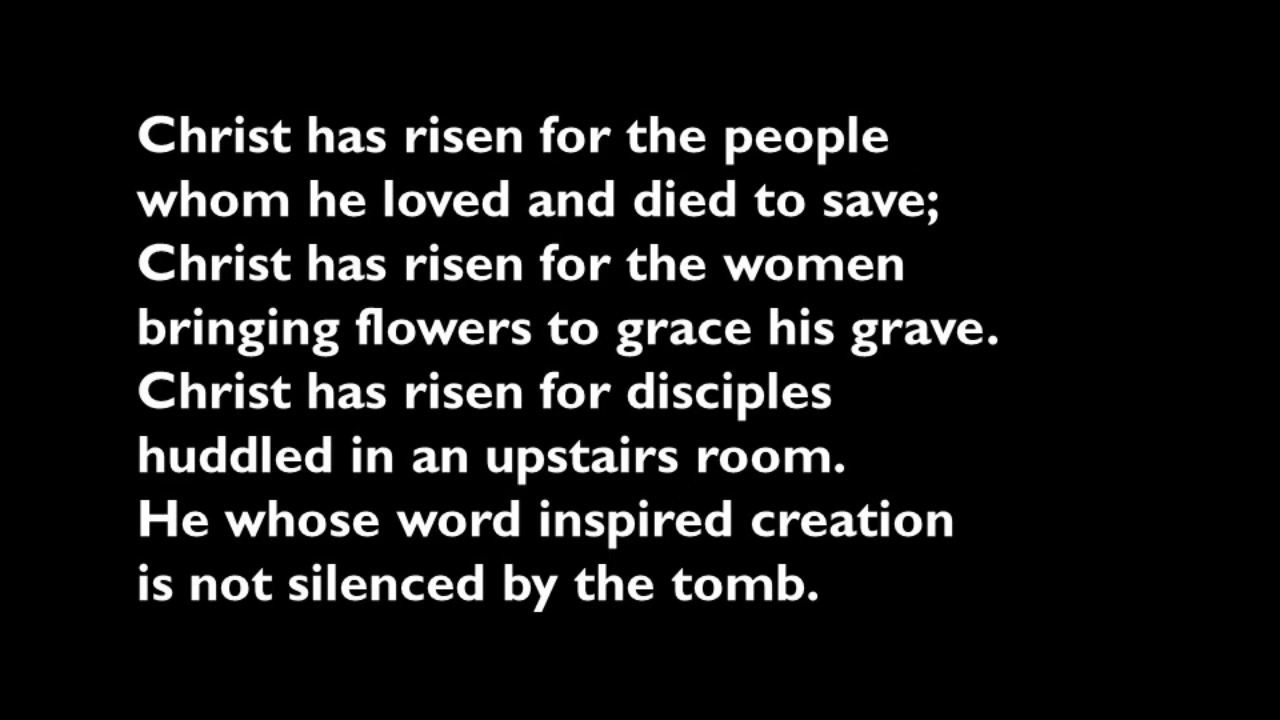 Christ has risen for the people
whom he loved and died to save;
Christ has risen for the women
bringing flowers to grace his grave.
Christ has risen for disciples
huddled in an upstairs room.
He whose word inspired creation
is not silenced by the tomb.